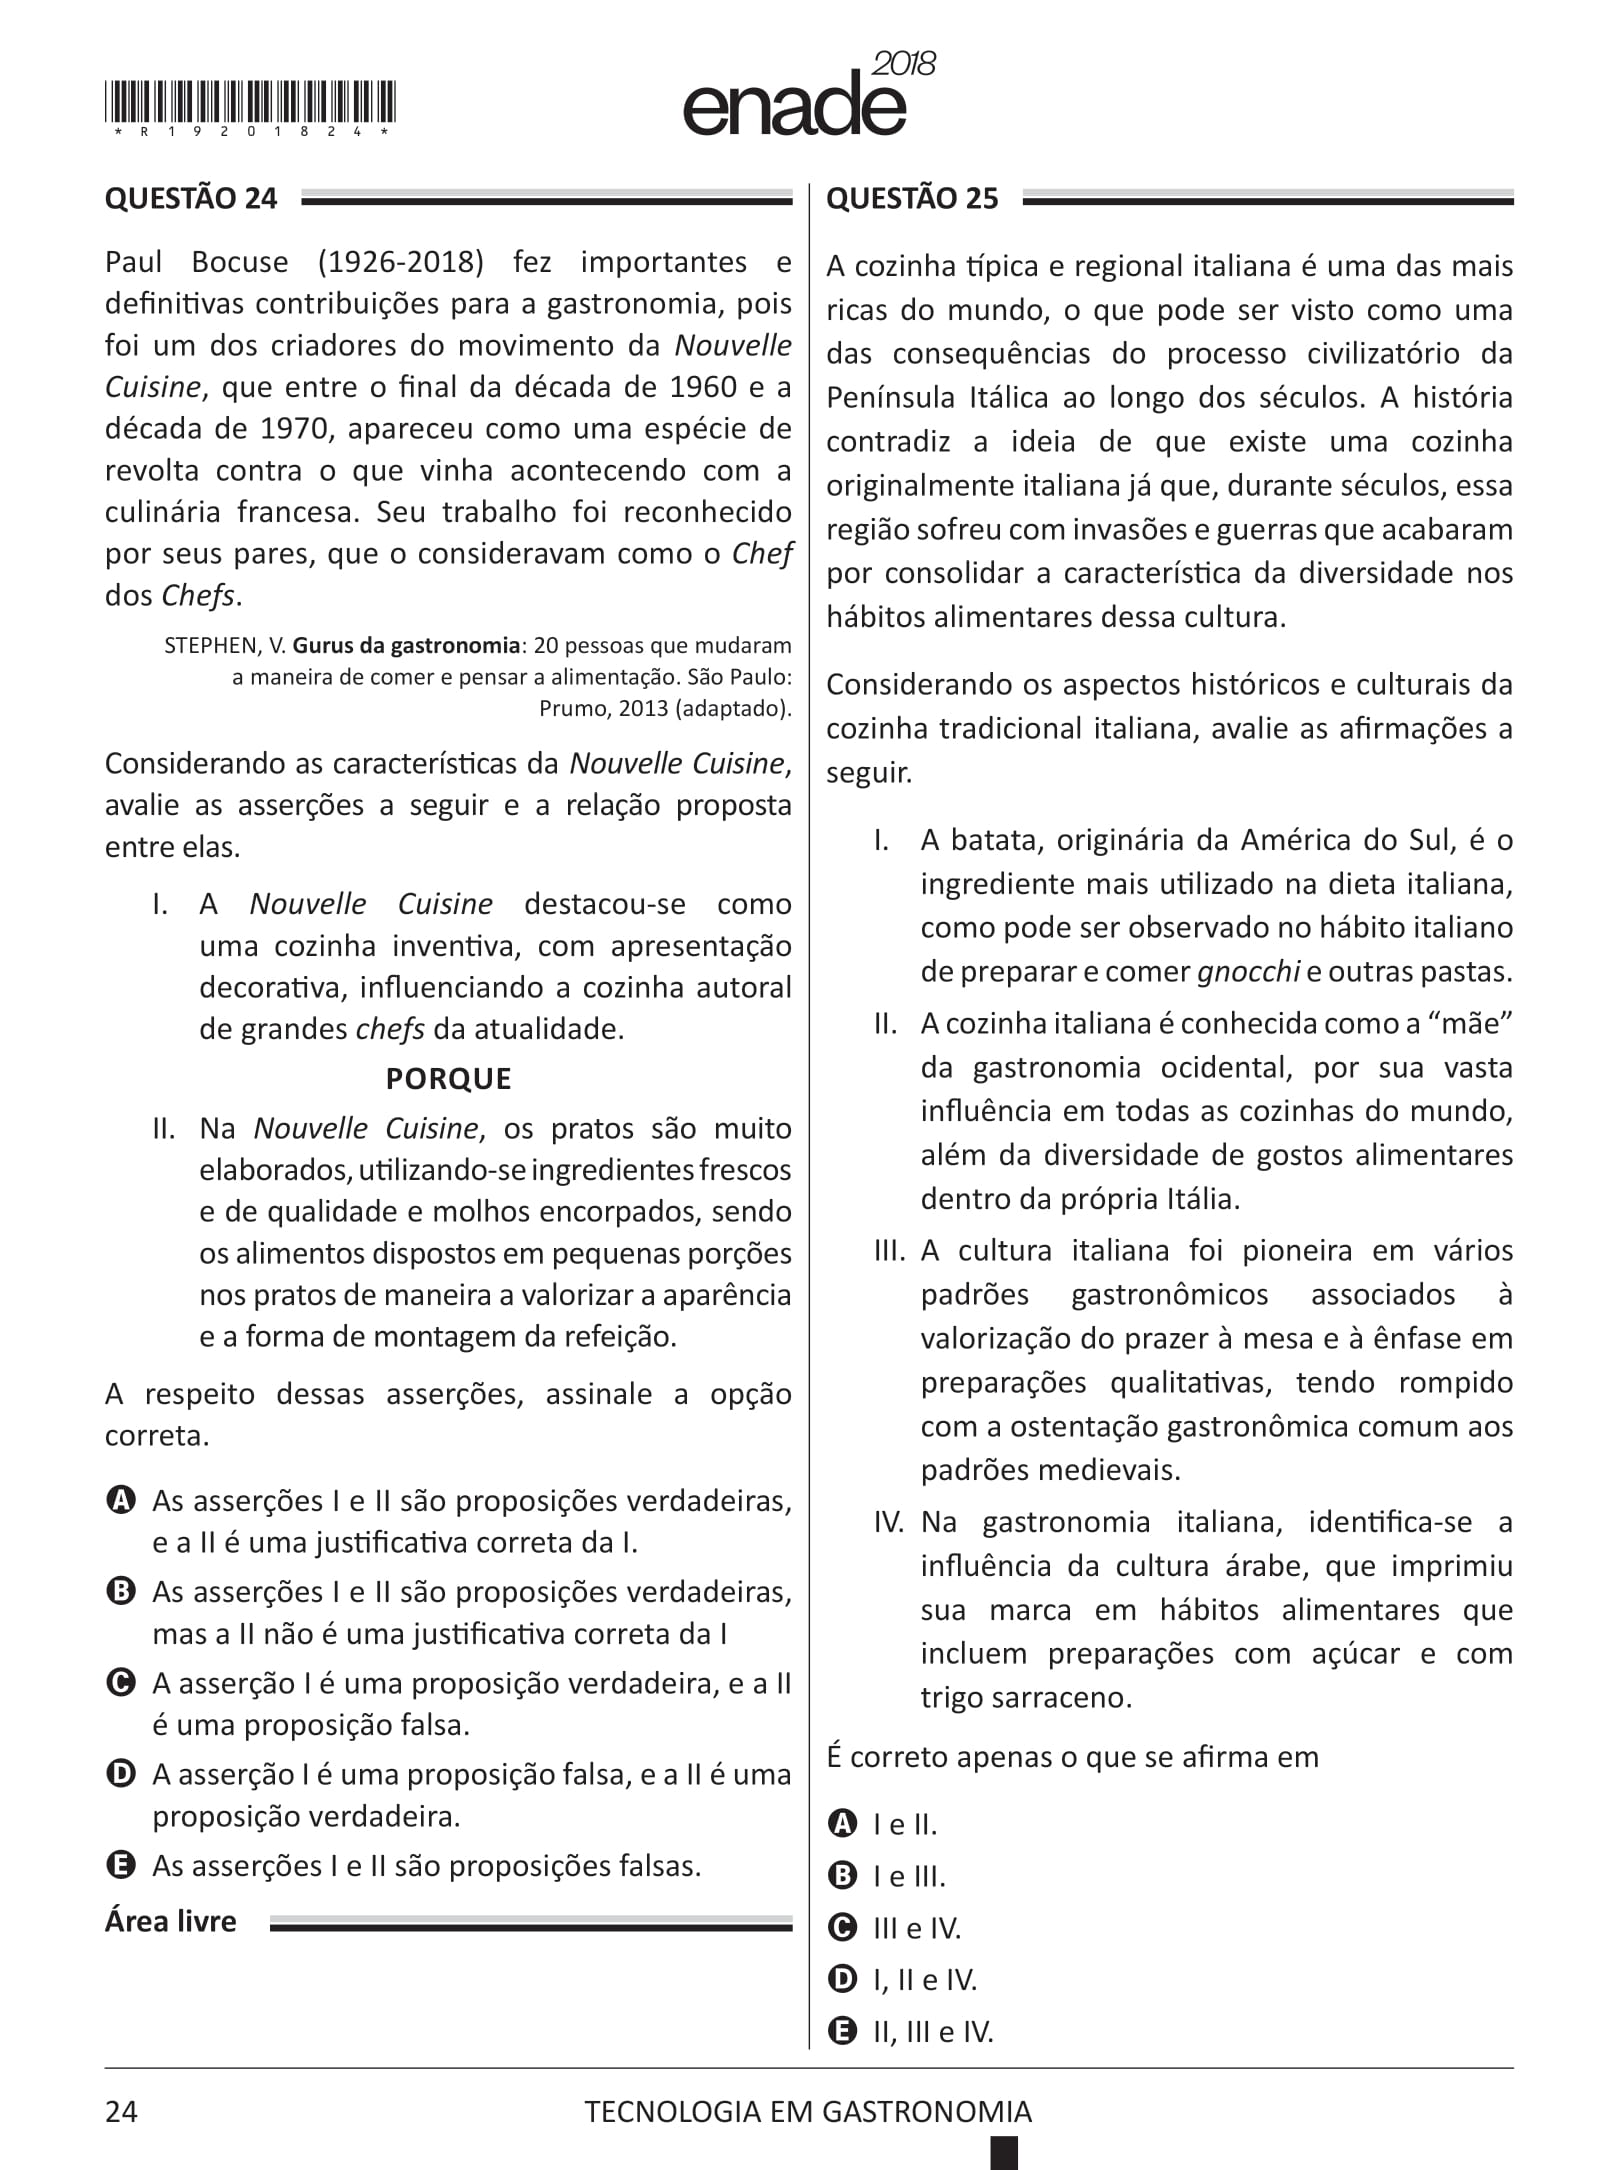 *R19201824*
enade 2018
QUESTÃO 24
Paul Bocuse (1926-2018) fez importantes e
definitivas contribuições para a gastronomia, pois
foi um dos criadores do movimento da Nouvelle
Cuisine, que entre o final da década de 1960 e a
década de 1970, apareceu como uma espécie de
revolta contra o que vinha acontecendo com a
culinária francesa. Seu trabalho foi reconhecido
por seus pares, que o consideravam como o Chef
dos Chefs.
STEPHEN, V. Gurus da gastronomia: 20 pessoas que mudaram
a maneira de comer e pensar a alimentação. São Paulo:
Prumo, 2013 (adaptado).
Considerando as características da Nouvelle Cuisine,
avalie as asserções a seguir e a relação proposta
entre elas.
I. A Nouvelle Cuisine destacou-se como
uma cozinha inventiva, com apresentação
decorativa, influenciando a cozinha autoral
de grandes chefs da atualidade.
PORQUE
II. Na Nouvelle Cuisine, os pratos são muito
elaborados, utilizando-se ingredientes frescos
e de qualidade e molhos encorpados, sendo
os alimentos dispostos em pequenas porções
nos pratos de maneira a valorizar a aparência
e a forma de montagem da refeição.
A respeito dessas asserções, assinale a opção
correta.
A As asserções I e II são proposições verdadeiras,
e a II é uma justificativa correta da I.
B As asserções I e II são proposições verdadeiras,
mas a II não é uma justificativa correta da I
C A asserção I é uma proposição verdadeira, e a II
é uma proposição falsa.
D A asserção I é uma proposição falsa, e a II é uma
proposição verdadeira.
E As asserções I e II são proposições falsas.
Área livre
QUESTÃO 25
A cozinha típica e regional italiana é uma das mais
ricas do mundo, o que pode ser visto como uma
das consequências do processo civilizatório da
Península Itálica ao longo dos séculos. A história
contradiz a ideia de que existe uma cozinha
originalmente italiana já que, durante séculos, essa
região sofreu com invasões e guerras que acabaram
por consolidar a característica da diversidade nos
hábitos alimentares dessa cultura.
Considerando os aspectos históricos e culturais da
cozinha tradicional italiana, avalie as afirmações a
seguir.
I. A batata, originária da América do Sul, é o
ingrediente mais utilizado na dieta italiana,
como pode ser observado no hábito italiano
de preparar e comer gnocchi e outras pastas.
II. A cozinha italiana é conhecida como a “mãe”
da gastronomia ocidental, por sua vasta
influência em todas as cozinhas do mundo,
além da diversidade de gostos alimentares
dentro da própria Itália.
III. A cultura italiana foi pioneira em vários
padrões gastronômicos associados à
valorização do prazer à mesa e à ênfase em
preparações qualitativas, tendo rompido
com a ostentação gastronômica comum aos
padrões medievais.
IV. Na gastronomia italiana, identifica-se a
influência da cultura árabe, que imprimiu
sua marca em hábitos alimentares que
incluem preparações com açúcar e com
trigo sarraceno.
É correto apenas o que se afirma em
A I e II.
B I e III.
C III e IV.
D I, II e IV.
E II, III e IV.
24
TECNOLOGIA EM GASTRONOMIA